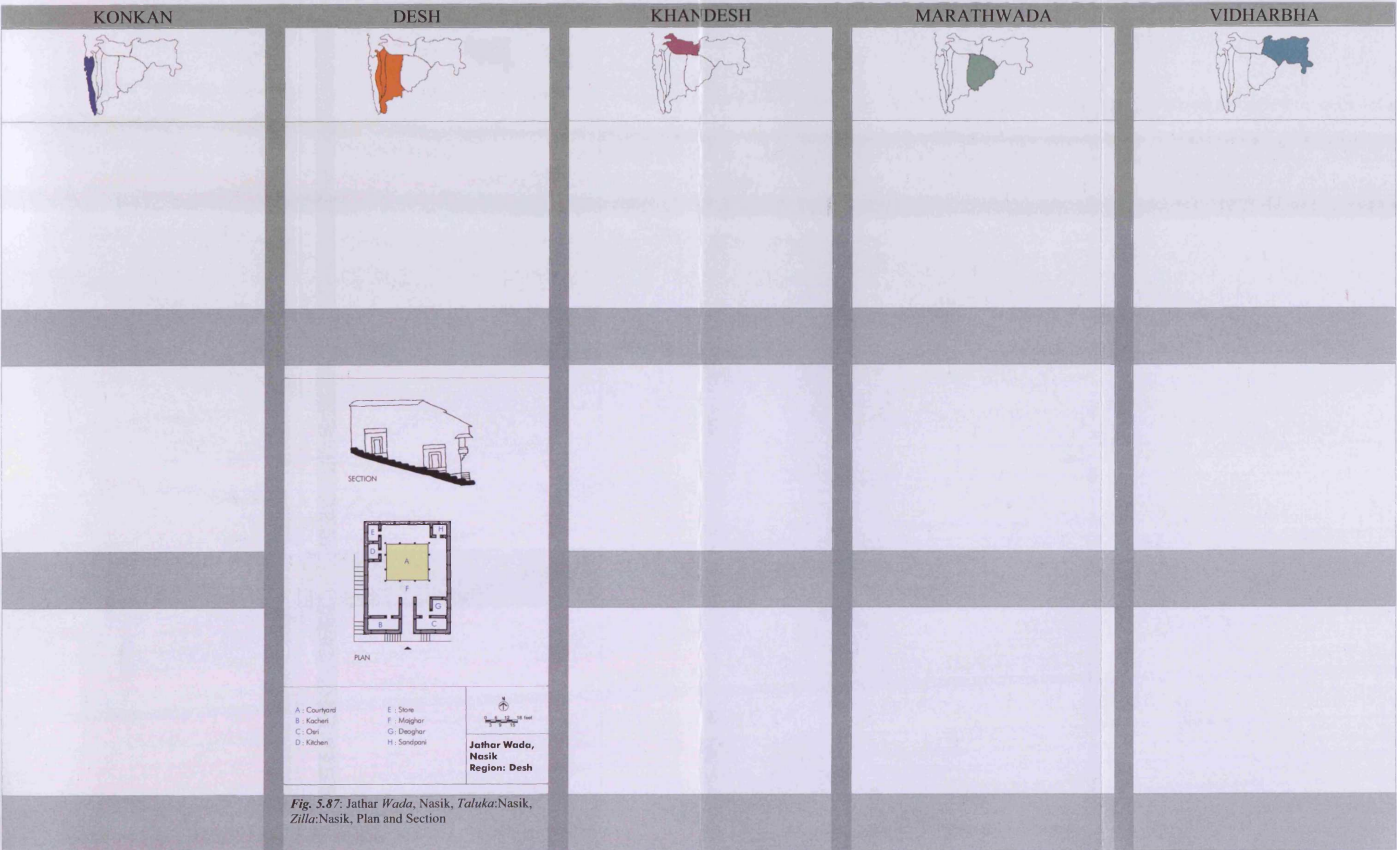 KONKAN
DESH
KHANDESH
MARATHWADA
VIDHARBHA
SECTION
E
H
D
A
F
G
B
C
PLAN
A : Courtyard
B : Kacheri
C : Osri
D : Kitchen
E : Store
F : Majghar
G : Deoghar
H : Sandpani
N
Jathar Wada,
Nasik
Region: Desh
Fig. 5.87: Jathar Wada, Nasik, Taluka:Nasik,
Zilla:Nasik, Plan and Section